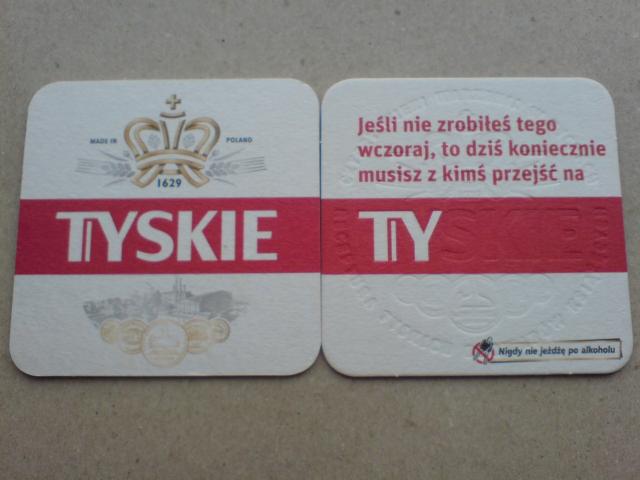 MADE IN POLAND
1629
TYSKIE
Jeśli nie zrobiłeś tego
wczoraj, to dziś koniecznie
musisz z kimś przejść na
TYSKIE
Nigdy nie jeżdżę po alkoholu